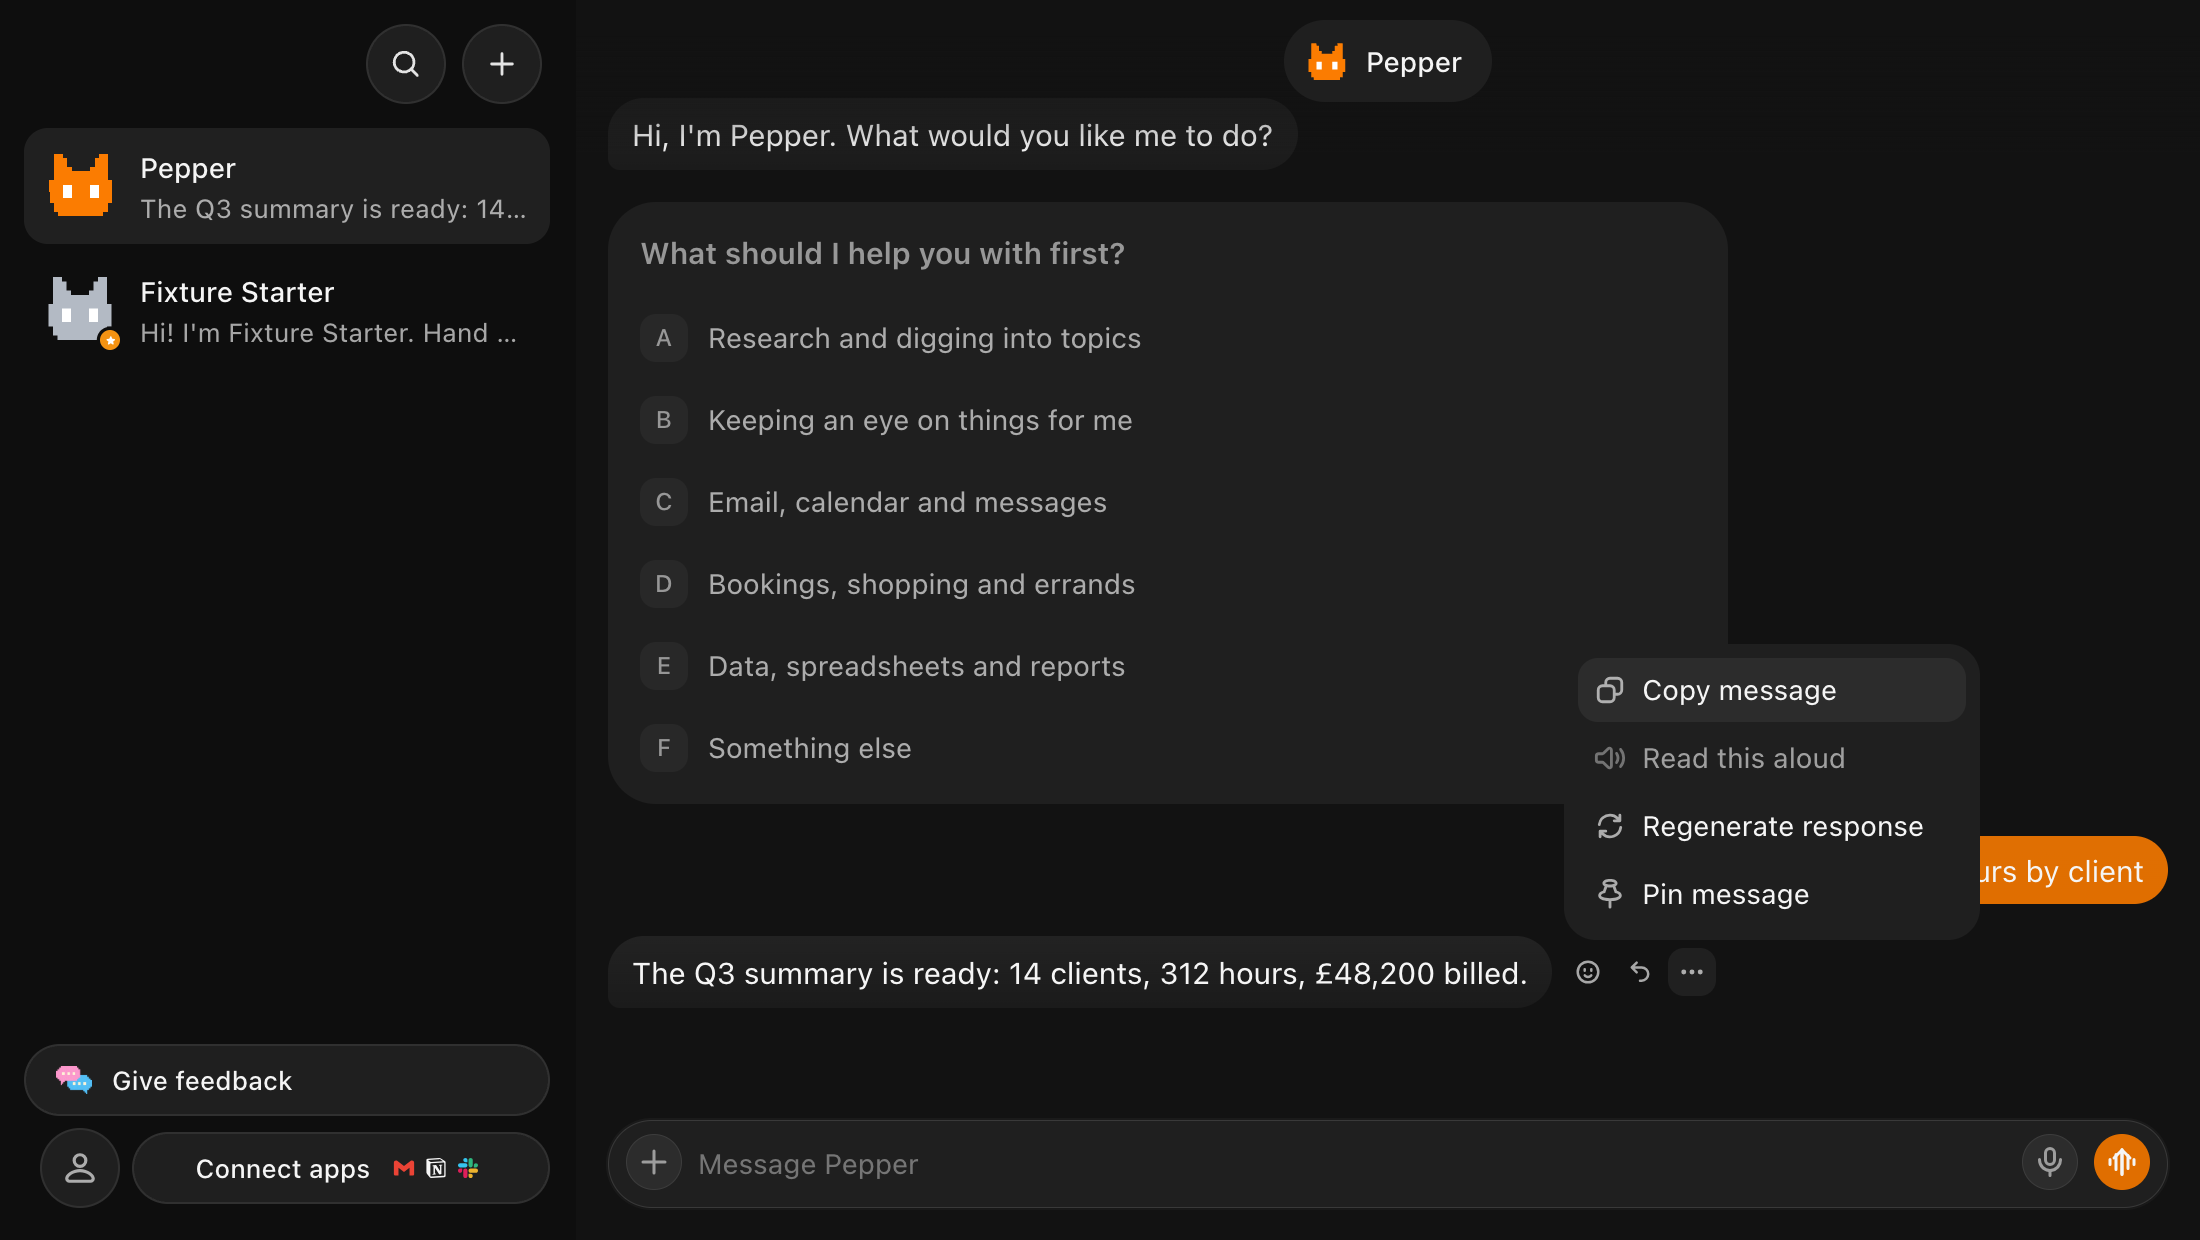 Pepper
The Q3 summary is ready: 14...
Fixture Starter
Hi! I'm Fixture Starter. Hand ...
Give feedback
Connect apps
Pepper
Hi, I'm Pepper. What would you like me to do?
What should I help you with first?
A Research and digging into topics
B Keeping an eye on things for me
C Email, calendar and messages
D Bookings, shopping and errands
E Data, spreadsheets and reports
F Something else
Copy message
Read this aloud
Regenerate response
Pin message
by client
The Q3 summary is ready: 14 clients, 312 hours, £48,200 billed.
Message Pepper